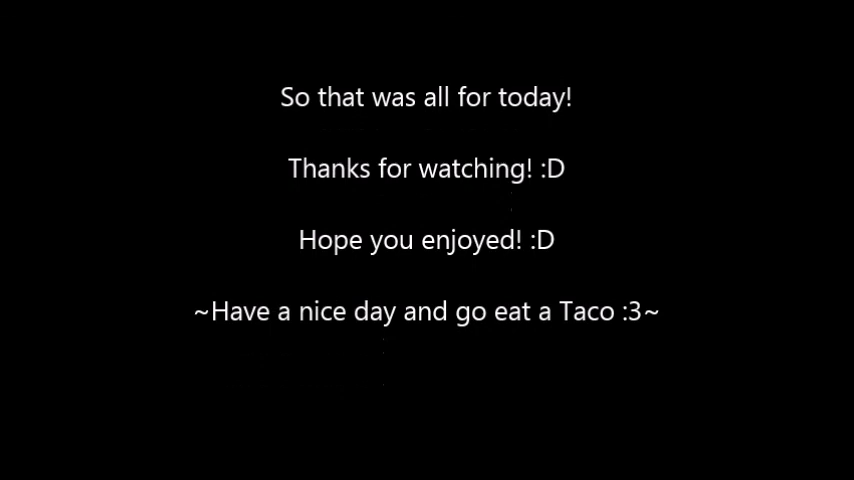 So that was all for today!
Thanks for watching! :D
Hope you enjoyed! :D
~Have a nice day and go eat a Taco :3~